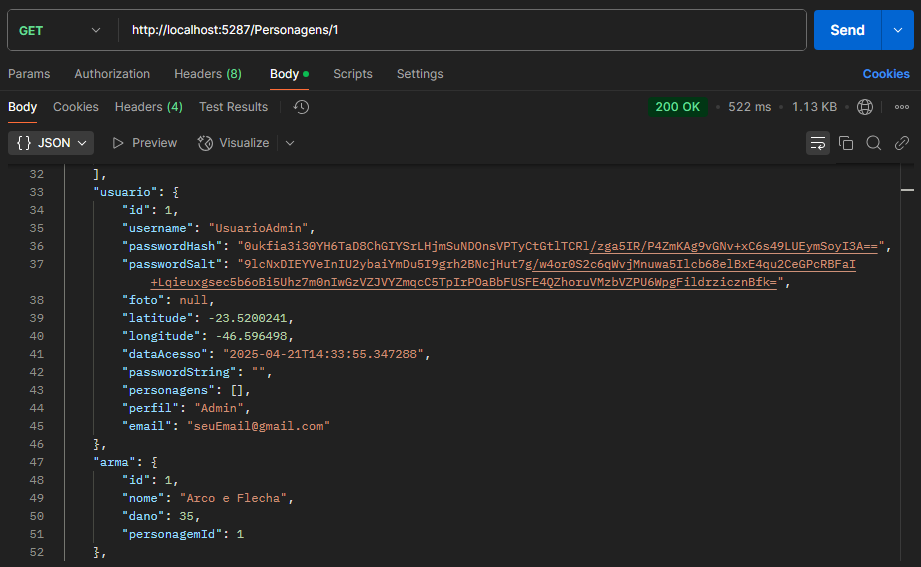 GET http://localhost:5287/Personagens/1 Send
Params Authorization Headers (8) Body Scripts Settings Cookies
Body Cookies Headers (4) Test Results 200 OK • 522 ms • 1.13 KB •
{} JSON Preview Visualize
32 ],
33 "usuario": {
34 "id": 1,
35 "username": "UsuarioAdmin",
36 "passwordHash": "0ukfia3i30YH6TaD8ChGIYSrLHjmSuNDOnsVPTyCtGtlTCRl/zga5IR/P4ZmKAg9vGNv+xC6s49LUEymSoyI3A==",
37 "passwordSalt": "9lcNxDIEYVeInIU2ybaiYmDu5I9grh2BNcjHut7g/w4or0S2c6qWvjMnuwa5Ilcb68elBxE4qu2CeGPcRBFaI
+Lqieuxgsec5b6oBi5Uhz7m0nIwGzVZJVYZmqcC5TpIrPOaBbFUSFE4QZhoruVMzbVZPU6WpgFildrzicznBfk=",
38 "foto": null,
39 "latitude": -23.5200241,
40 "longitude": -46.596498,
41 "dataAcesso": "2025-04-21T14:33:55.347288",
42 "passwordString": "",
43 "personagens": [],
44 "perfil": "Admin",
45 "email": "seuEmail@gmail.com"
46 },
47 "arma": {
48 "id": 1,
49 "nome": "Arco e Flecha",
50 "dano": 35,
51 "personagemId": 1
52 },